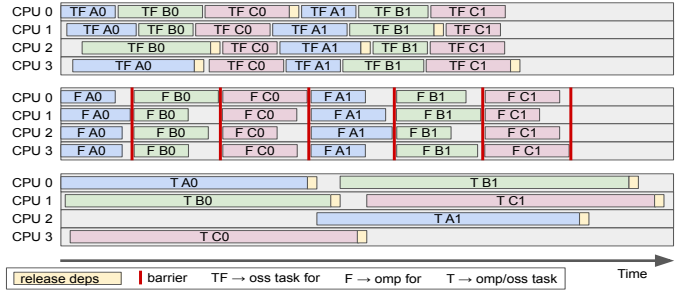 CPU 0 TF A0 TF B0 TF C0 TF A1 TF B1 TF C1
CPU 1 TF A0 TF B0 TF C0 TF A1 TF B1 TF C1
CPU 2 TF B0 TF C0 TF A1 TF B1 TF C1
CPU 3 TF A0 TF C0 TF A1 TF B1 TF C1
CPU 0 F A0 F B0 F C0 F A1 F B1 F C1
CPU 1 F A0 F B0 F C0 F A1 F B1 F C1
CPU 2 F A0 F B0 F C0 F A1 F B1 F C1
CPU 3 F A0 F B0 F C0 F A1 F B1 F C1
CPU 0 T A0 T B1
CPU 1 T B0 T C1
CPU 2 T A1
CPU 3 T C0
release deps barrier TF → oss task for F → omp for T → omp/oss task Time